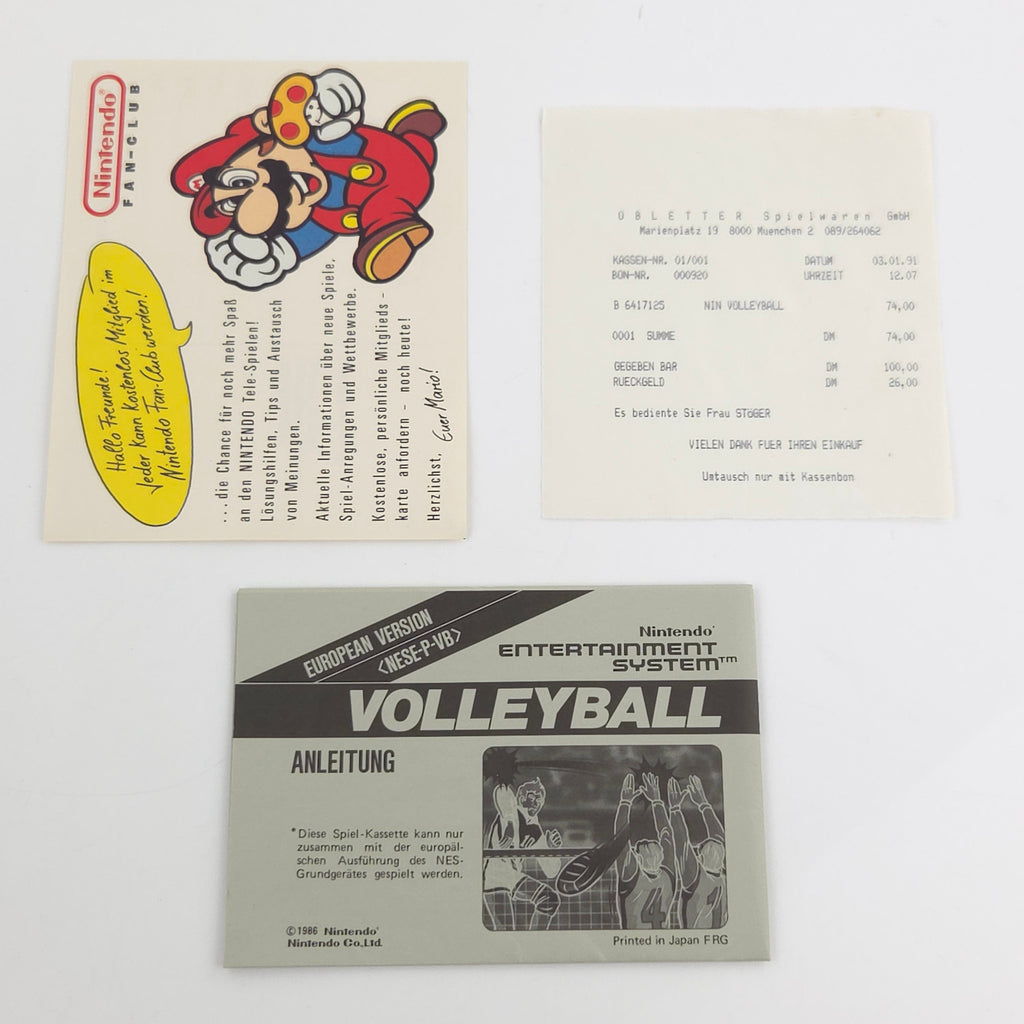 Nintendo®
FAN-CLUB
Hallo Freunde!
Jeder kann kostenlos Mitglied im
Nintendo Fan-Club werden!
...die Chance für noch mehr Spaß
an den NINTENDO Tele-Spielen!
Lösungshilfen, Tips und Austausch
von Meinungen.
Aktuelle Informationen über neue Spiele,
Spiel-Anregungen und Wettbewerbe.
Kostenlose, persönliche Mitglieds-
karte anfordern - noch heute!
Herzlichst, Euer Mario!
OBLETTER Spielwaren GmbH
Marienplatz 19 8000 Muenchen 2 089/264062
KASSEN-NR. 01/001 DATUM 03.01.91
BON-NR. 000920 UHRZEIT 12.07
B 6417125 NIN VOLLEYBALL 74,00
0001 SUMME DM 74,00
GEGEBEN BAR DM 100,00
RUECKGELD DM 26,00
Es bediente Sie Frau STöGER
VIELEN DANK FUER IHREN EINKAUF
Umtausch nur mit Kassenbon
EUROPEAN VERSION
<NESE-P-VB>
Nintendo®
ENTERTAINMENT
SYSTEM™
VOLLEYBALL
ANLEITUNG
*Diese Spiel-Kassette kann nur
zusammen mit der europäi-
schen Ausführung des NES-
Grundgerätes gespielt werden.
4
1
©1986 Nintendo®
Nintendo Co., Ltd.
Printed in Japan FRG